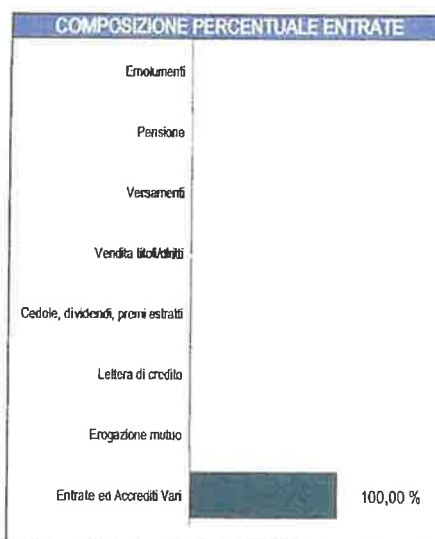 COMPOSIZIONE PERCENTUALE ENTRATE
Emolumenti
Pensione
Versamenti
Vendita titoli/diritti
Cedole, dividendi, premi estratti
Lettera di credito
Erogazione mutuo
Entrate ed Accrediti Vari 100,00 %